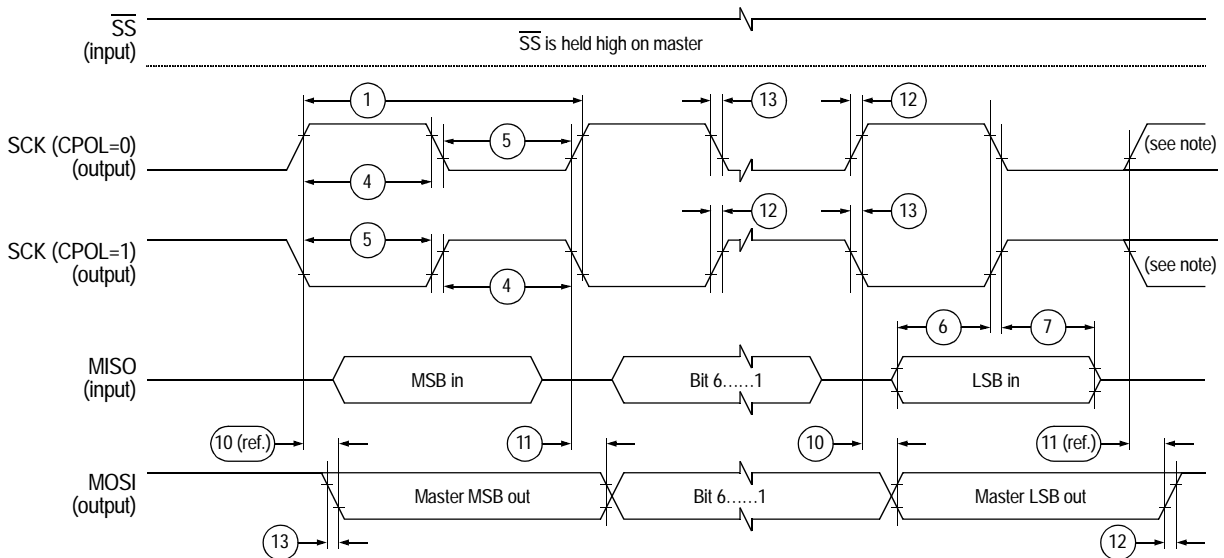 SS
(input)
SS is held high on master
1
13
12
SCK (CPOL=0)
(output)
5
(see note)
4
12
13
5
SCK (CPOL=1)
(output)
(see note)
4
6
7
MISO
(input)
MSB in
Bit 6......1
LSB in
10 (ref.)
11
10
11 (ref.)
MOSI
(output)
Master MSB out
Bit 6......1
Master LSB out
13
12